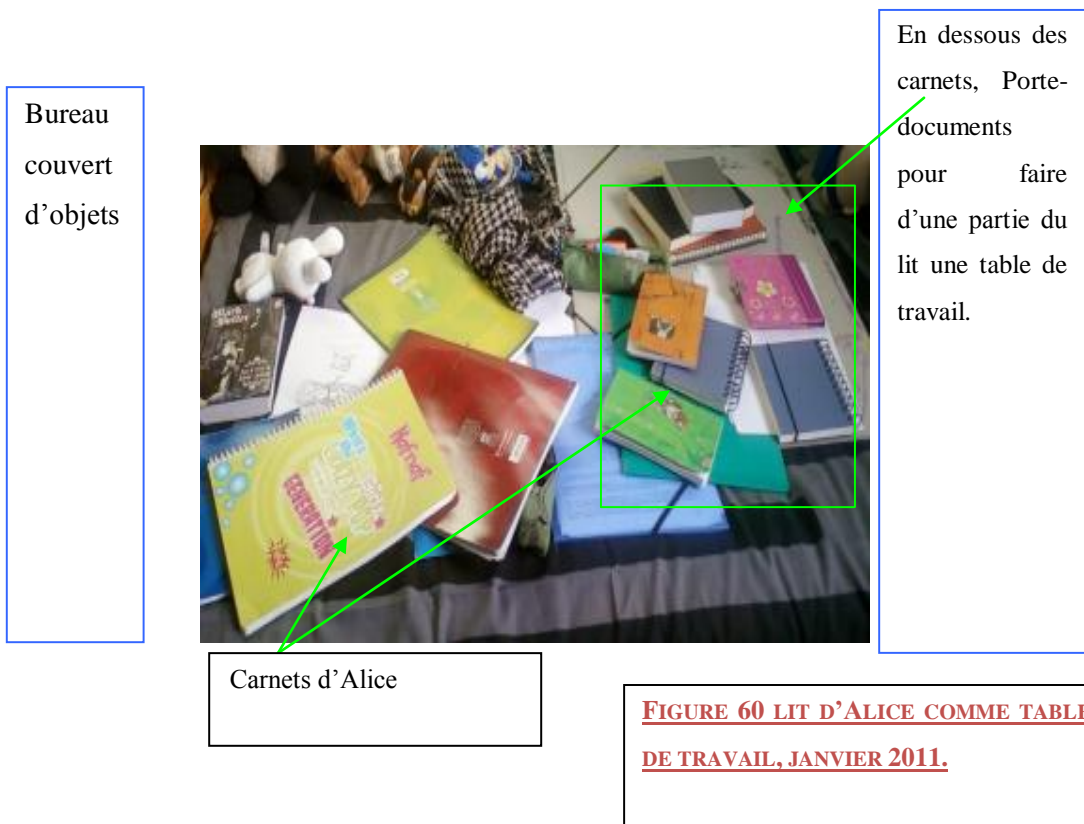 En dessous des
carnets, Porte-
documents
pour faire
d’une partie du
lit une table de
travail.
Bureau
couvert
d’objets
GENERATION
Carnets d’Alice
FIGURE 60 LIT D’ALICE COMME TABLE
DE TRAVAIL, JANVIER 2011.